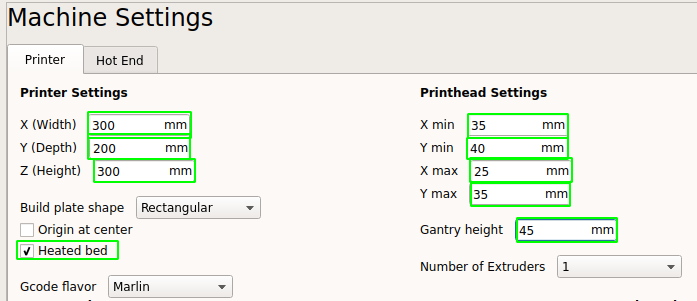 Machine Settings
Printer
Hot End
Printer Settings
X (Width) 300 mm
Y (Depth) 200 mm
Z (Height) 300 mm
Build plate shape Rectangular
Origin at center
Heated bed
Gcode flavor Marlin
Printhead Settings
X min 35 mm
Y min 40 mm
X max 25 mm
Y max 35 mm
Gantry height 45 mm
Number of Extruders 1